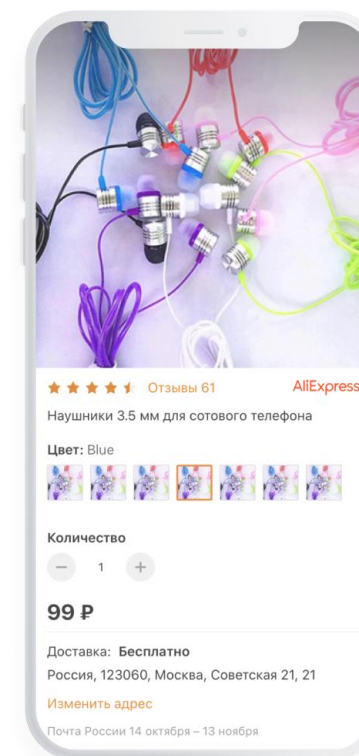 Отзывы 61 AliExpress
Наушники 3.5 мм для сотового телефона
Цвет: Blue
Количество
− 1 +
99 ₽
Доставка: Бесплатно
Россия, 123060, Москва, Советская 21, 21
Изменить адрес
Почта России 14 октября – 13 ноября